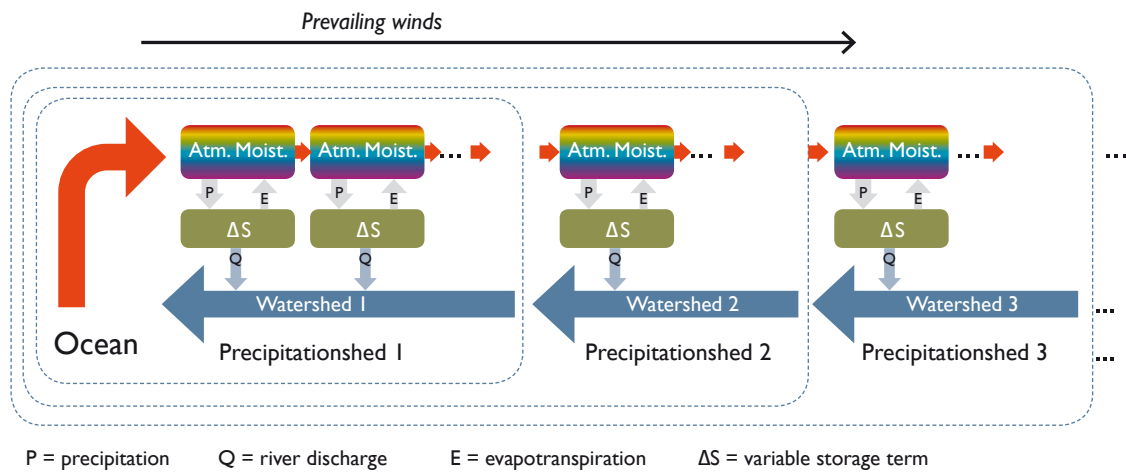 Prevailing winds
Atm. Moist. Atm. Moist. ... Atm. Moist. ... Atm. Moist. ... ...
P E P E P E P E
ΔS ΔS ΔS ΔS
Q Q Q Q
Watershed 1 Watershed 2 Watershed 3 ...
Ocean
Precipitationshed 1 Precipitationshed 2 Precipitationshed 3 ...
P = precipitation Q = river discharge E = evapotranspiration ΔS = variable storage term